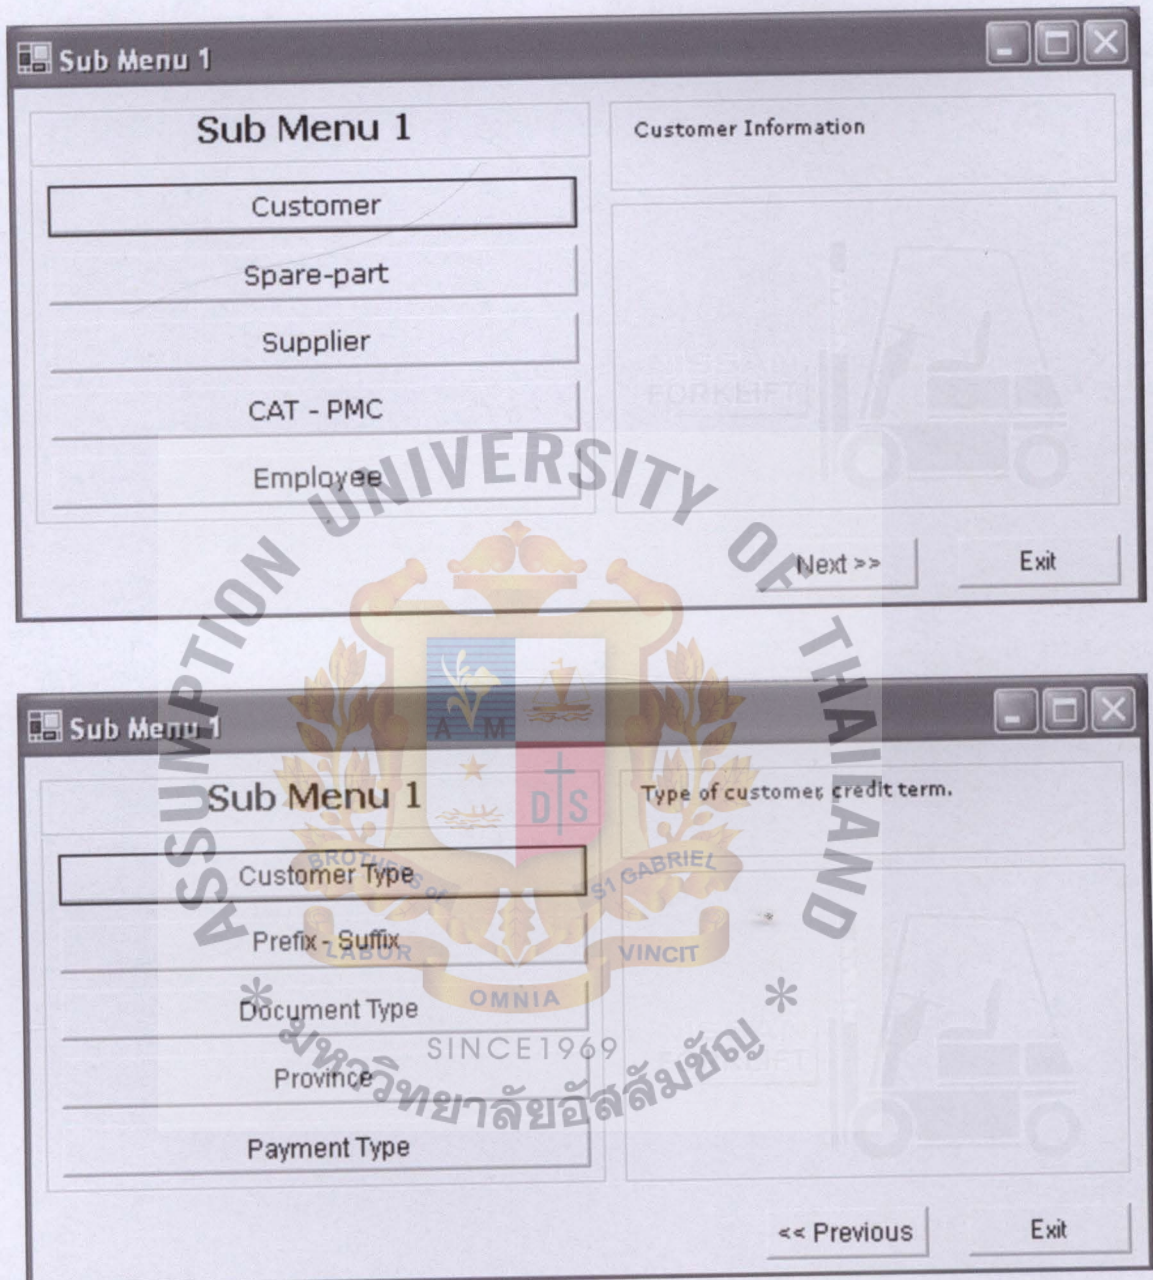 Sub Menu 1
Sub Menu 1
Customer Information
Customer
Spare-part
Supplier
CAT - PMC
Employee
FORKLIFT
Next >>
Exit
Sub Menu 1
Sub Menu 1
Type of customer, credit term.
Customer Type
Prefix - Suffix
Document Type
Province
Payment Type
<< Previous
Exit
ASSUMPTION UNIVERSITY OF THAILAND
A M
D S
BROTHERS of ST GABRIEL
LABOR
OMNIA
VINCIT
SINCE1969
* มหาวิทยาลัยอัสสัมชัญ *